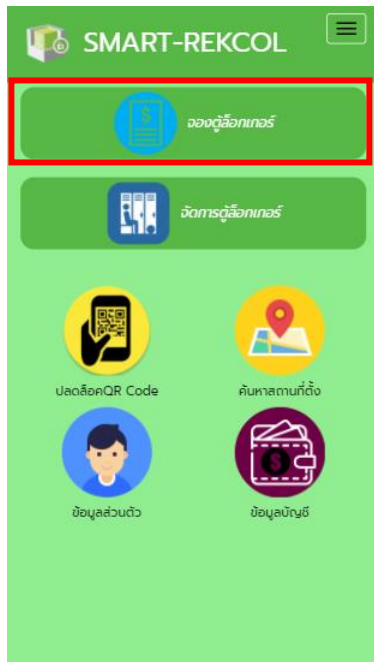 SMART-REKCOL
จองตู้ล็อกเกอร์
จัดการตู้ล็อกเกอร์
ปลดล็อคQR Code
ค้นหาสถานที่ตั้ง
ข้อมูลส่วนตัว
ข้อมูลบัญชี